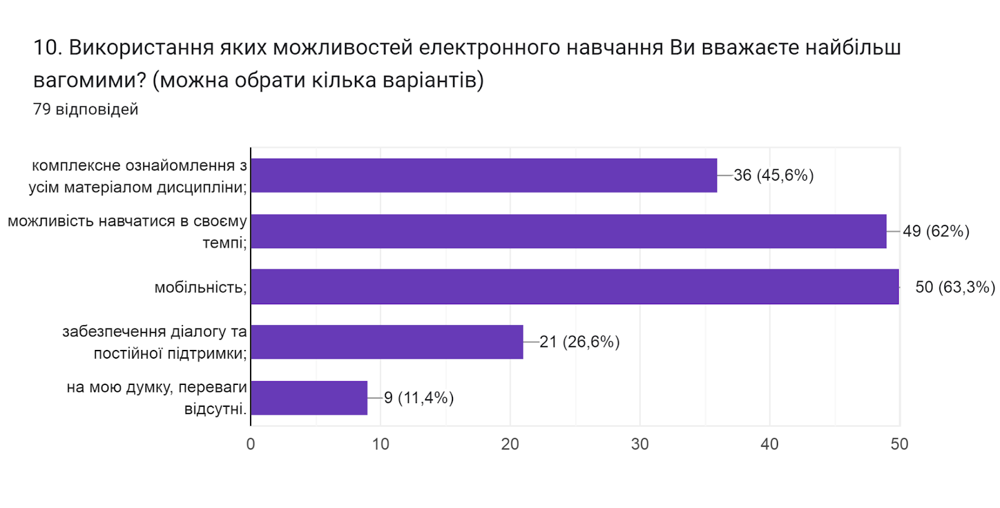 10. Використання яких можливостей електронного навчання Ви вважаєте найбільш
вагомими? (можна обрати кілька варіантів)
79 відповідей
комплексне ознайомлення з
усім матеріалом дисципліни;
36 (45,6%)
можливість навчатися в своєму
темпі;
49 (62%)
мобільність;
50 (63,3%)
забезпечення діалогу та
постійної підтримки;
21 (26,6%)
на мою думку, переваги
відсутні.
9 (11,4%)
0 10 20 30 40 50